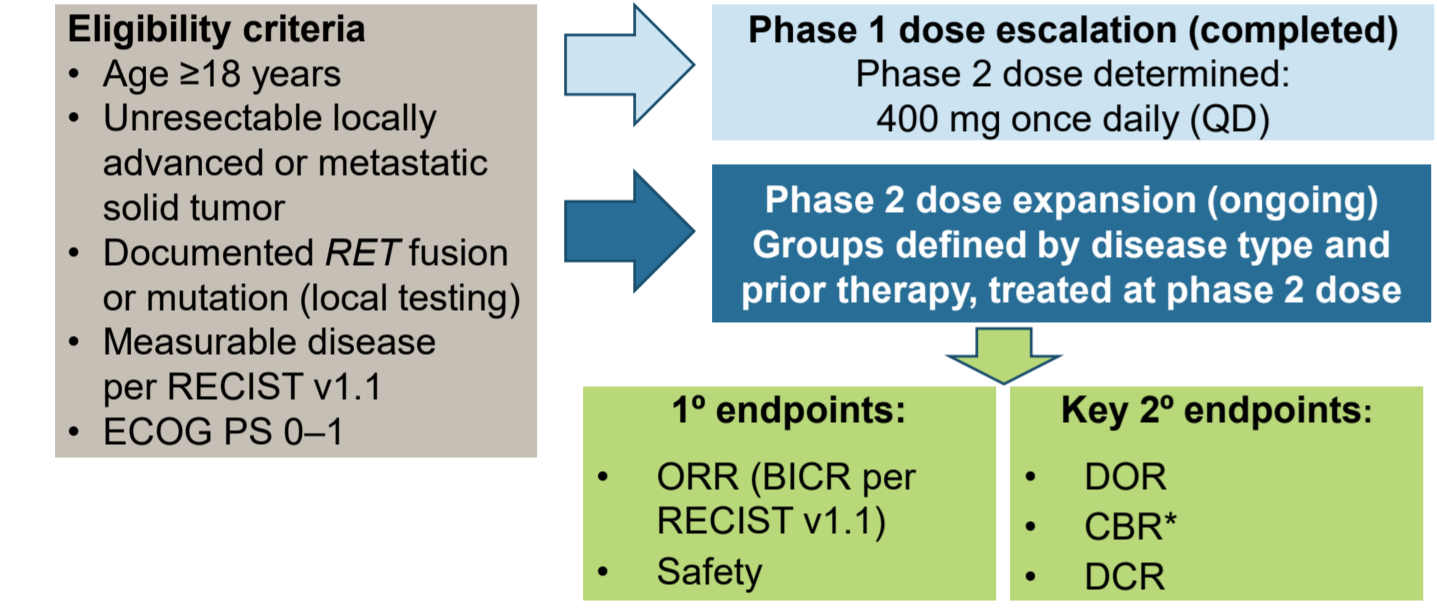 Eligibility criteria
• Age ≥18 years
• Unresectable locally
advanced or metastatic
solid tumor
• Documented RET fusion
or mutation (local testing)
• Measurable disease
per RECIST v1.1
• ECOG PS 0–1
Phase 1 dose escalation (completed)
Phase 2 dose determined:
400 mg once daily (QD)
Phase 2 dose expansion (ongoing)
Groups defined by disease type and
prior therapy, treated at phase 2 dose
1º endpoints:
• ORR (BICR per
RECIST v1.1)
• Safety
Key 2º endpoints:
• DOR
• CBR*
• DCR